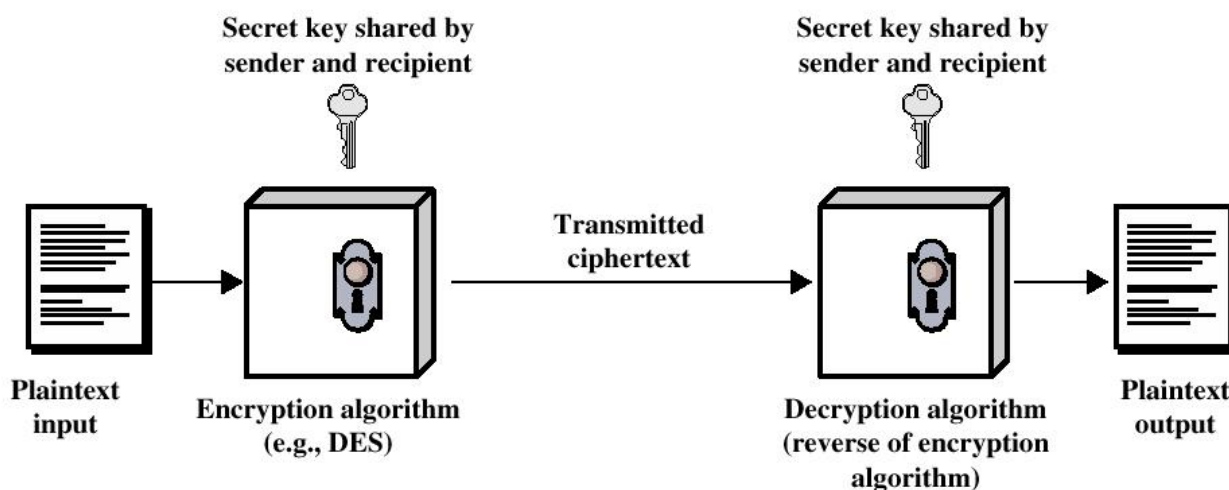 Secret key shared by
sender and recipient
Secret key shared by
sender and recipient
Transmitted
ciphertext
Plaintext
input
Encryption algorithm
(e.g., DES)
Decryption algorithm
(reverse of encryption
algorithm)
Plaintext
output